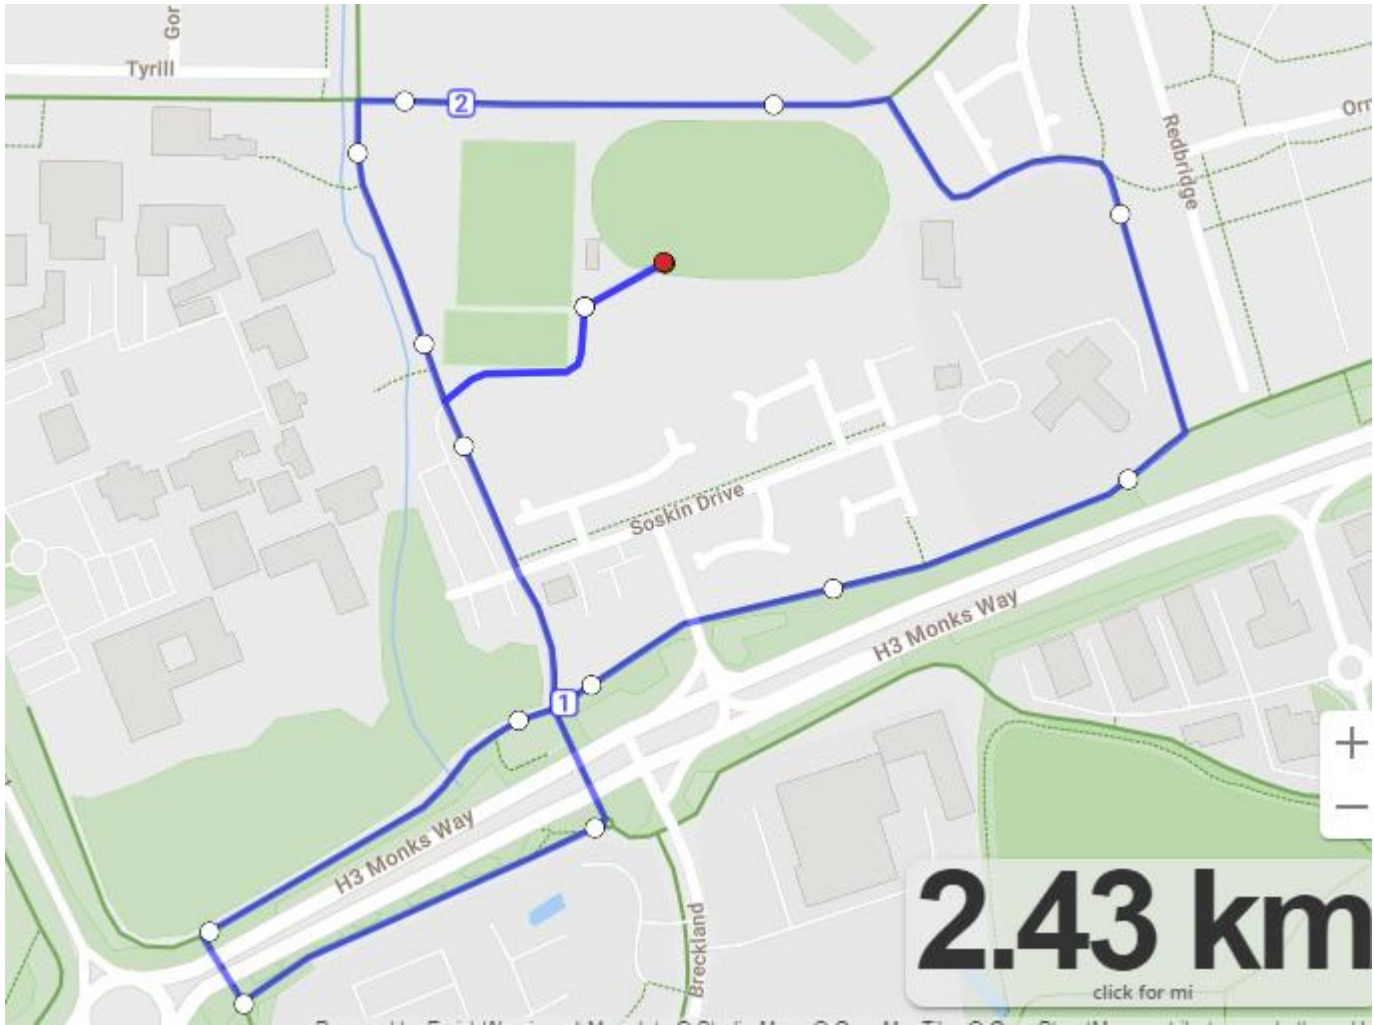 Gor
Tyrill
2
Orn
Redbridge
Soskin Drive
H3 Monks Way
1
H3 Monks Way
Breckland
+
−
2.43 km
click for mi